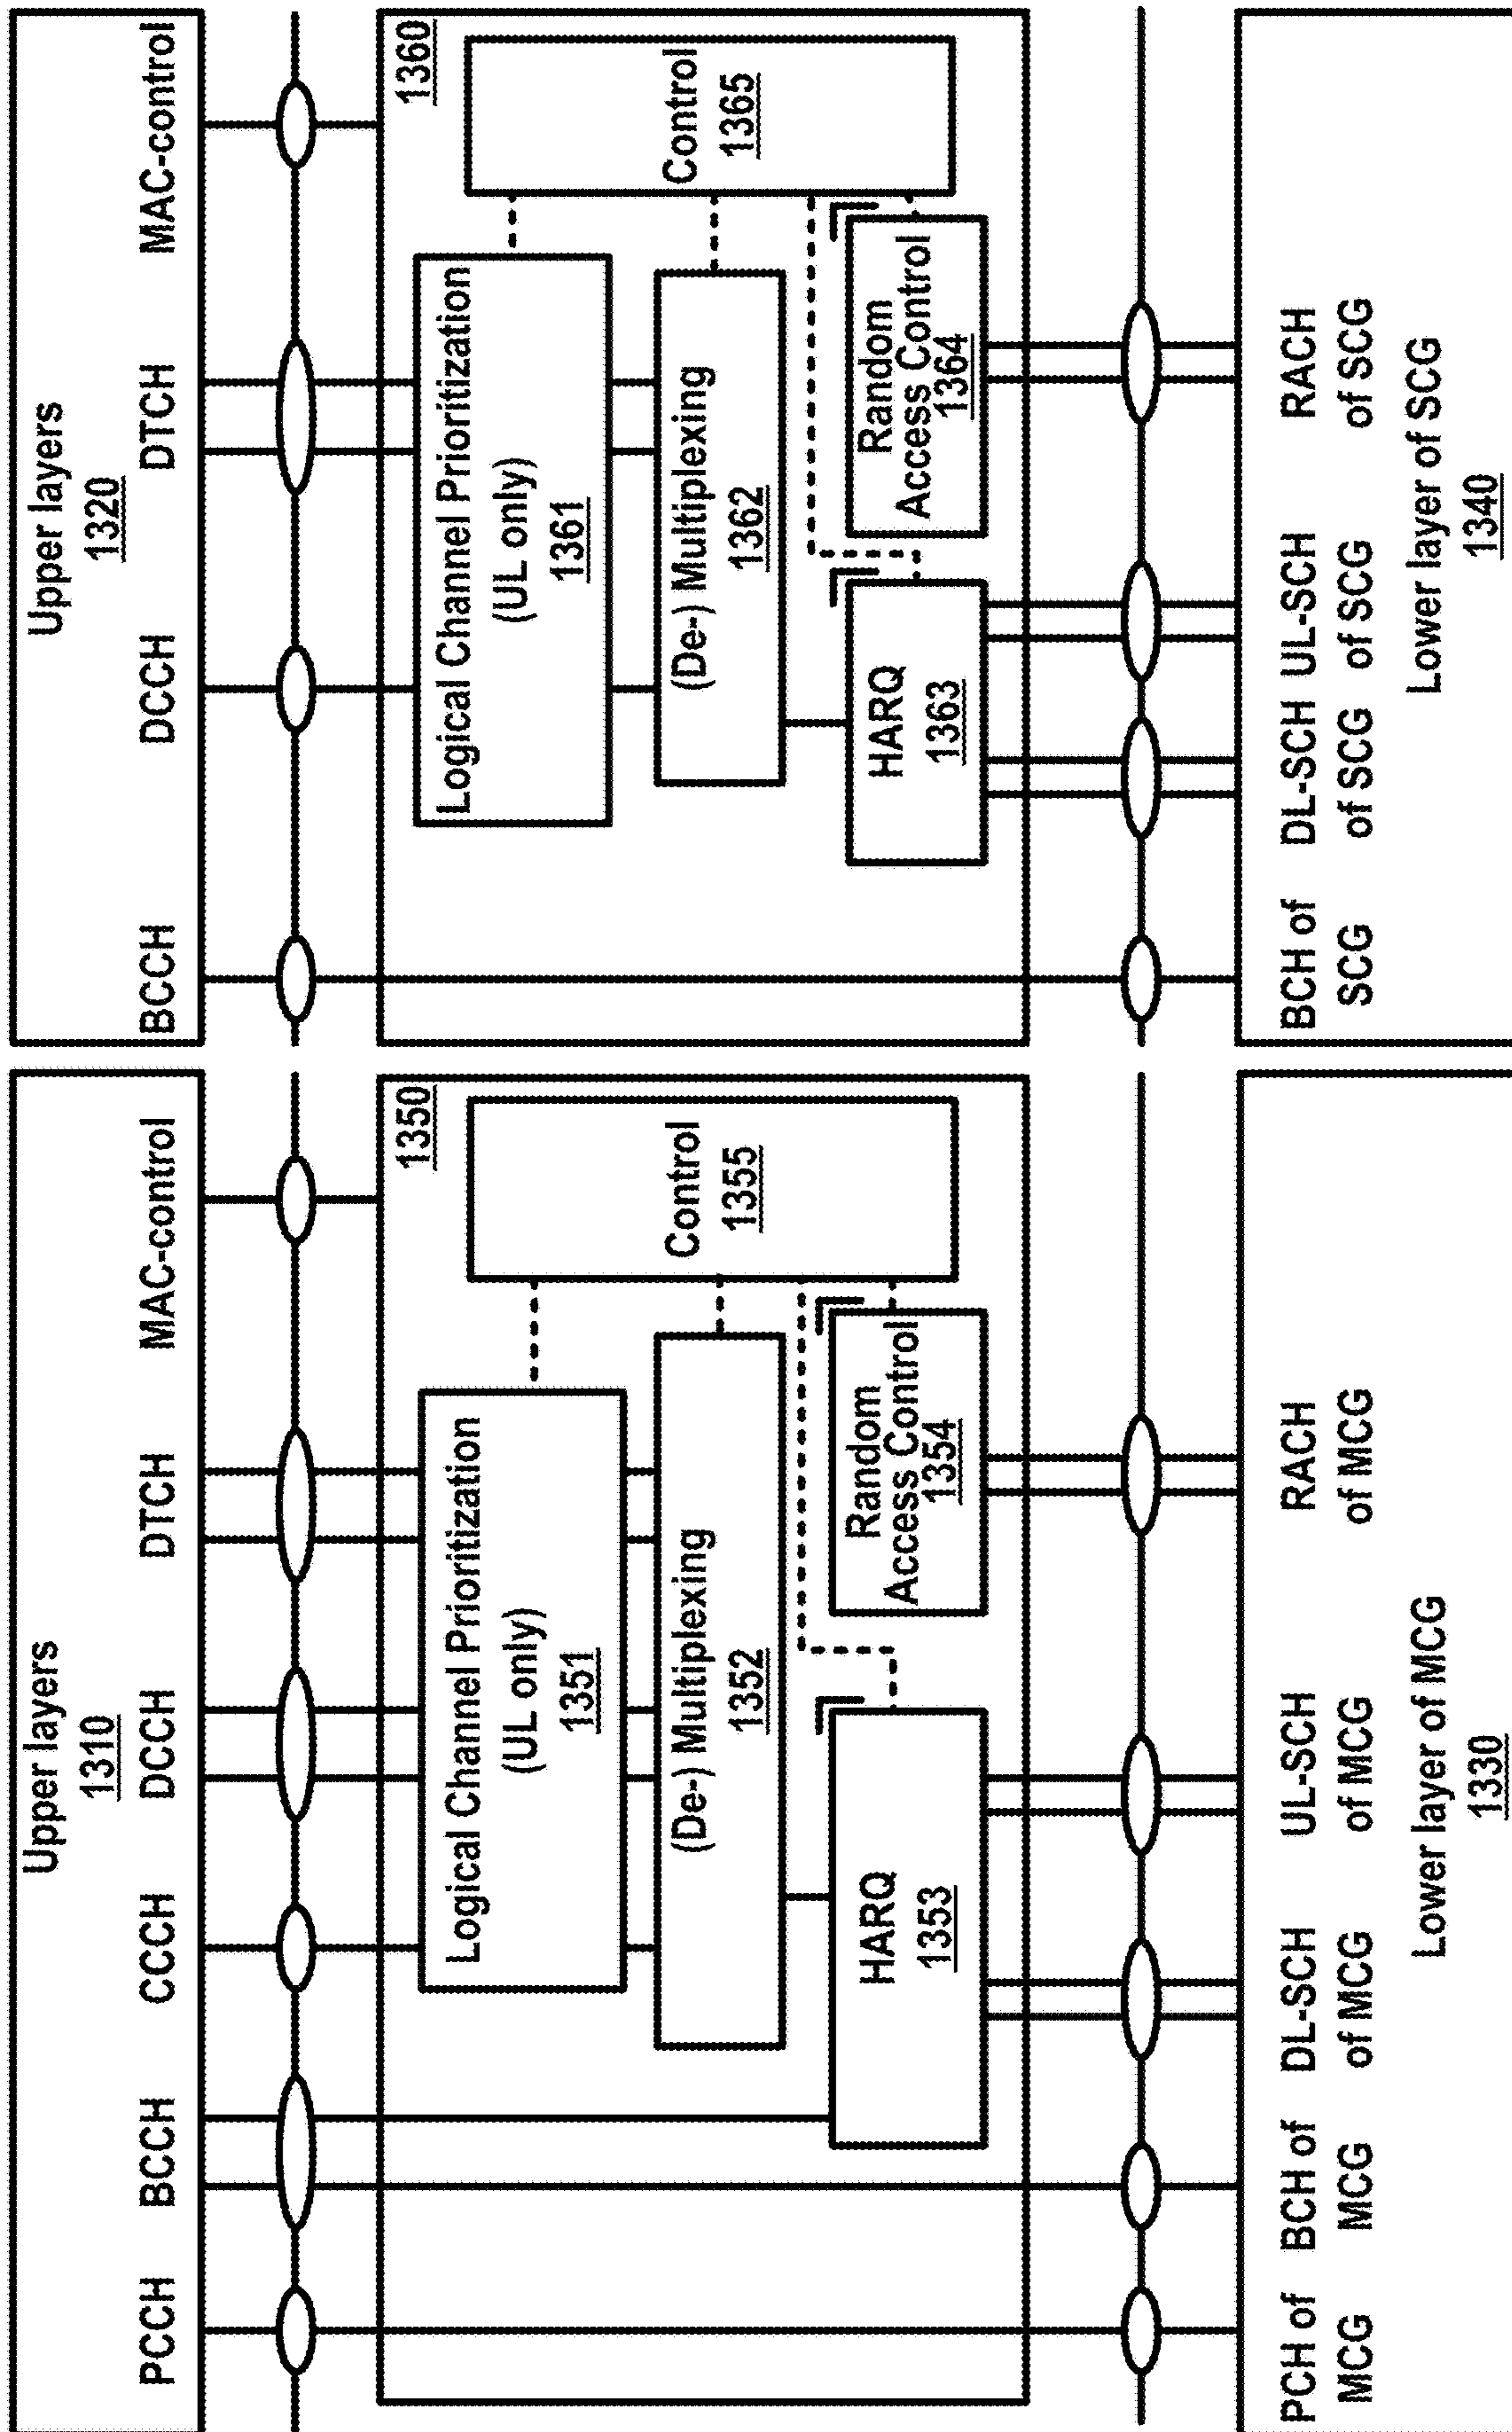 Upper layers
1310
PCCH
BCCH
CCCH
DCCH
DTCH
MAC-control
1350
Logical Channel Prioritization
(UL only)
1351
(De-) Multiplexing
1352
HARQ
1353
Random
Access Control
1354
Control
1355
PCH of
MCG
BCH of
MCG
DL-SCH
of MCG
UL-SCH
of MCG
RACH
of MCG
Lower layer of MCG
1330
Upper layers
1320
BCCH
DCCH
DTCH
MAC-control
1360
Logical Channel Prioritization
(UL only)
1361
(De-) Multiplexing
1362
HARQ
1363
Random
Access Control
1364
Control
1365
BCH of
SCG
DL-SCH
of SCG
UL-SCH
of SCG
RACH
of SCG
Lower layer of SCG
1340